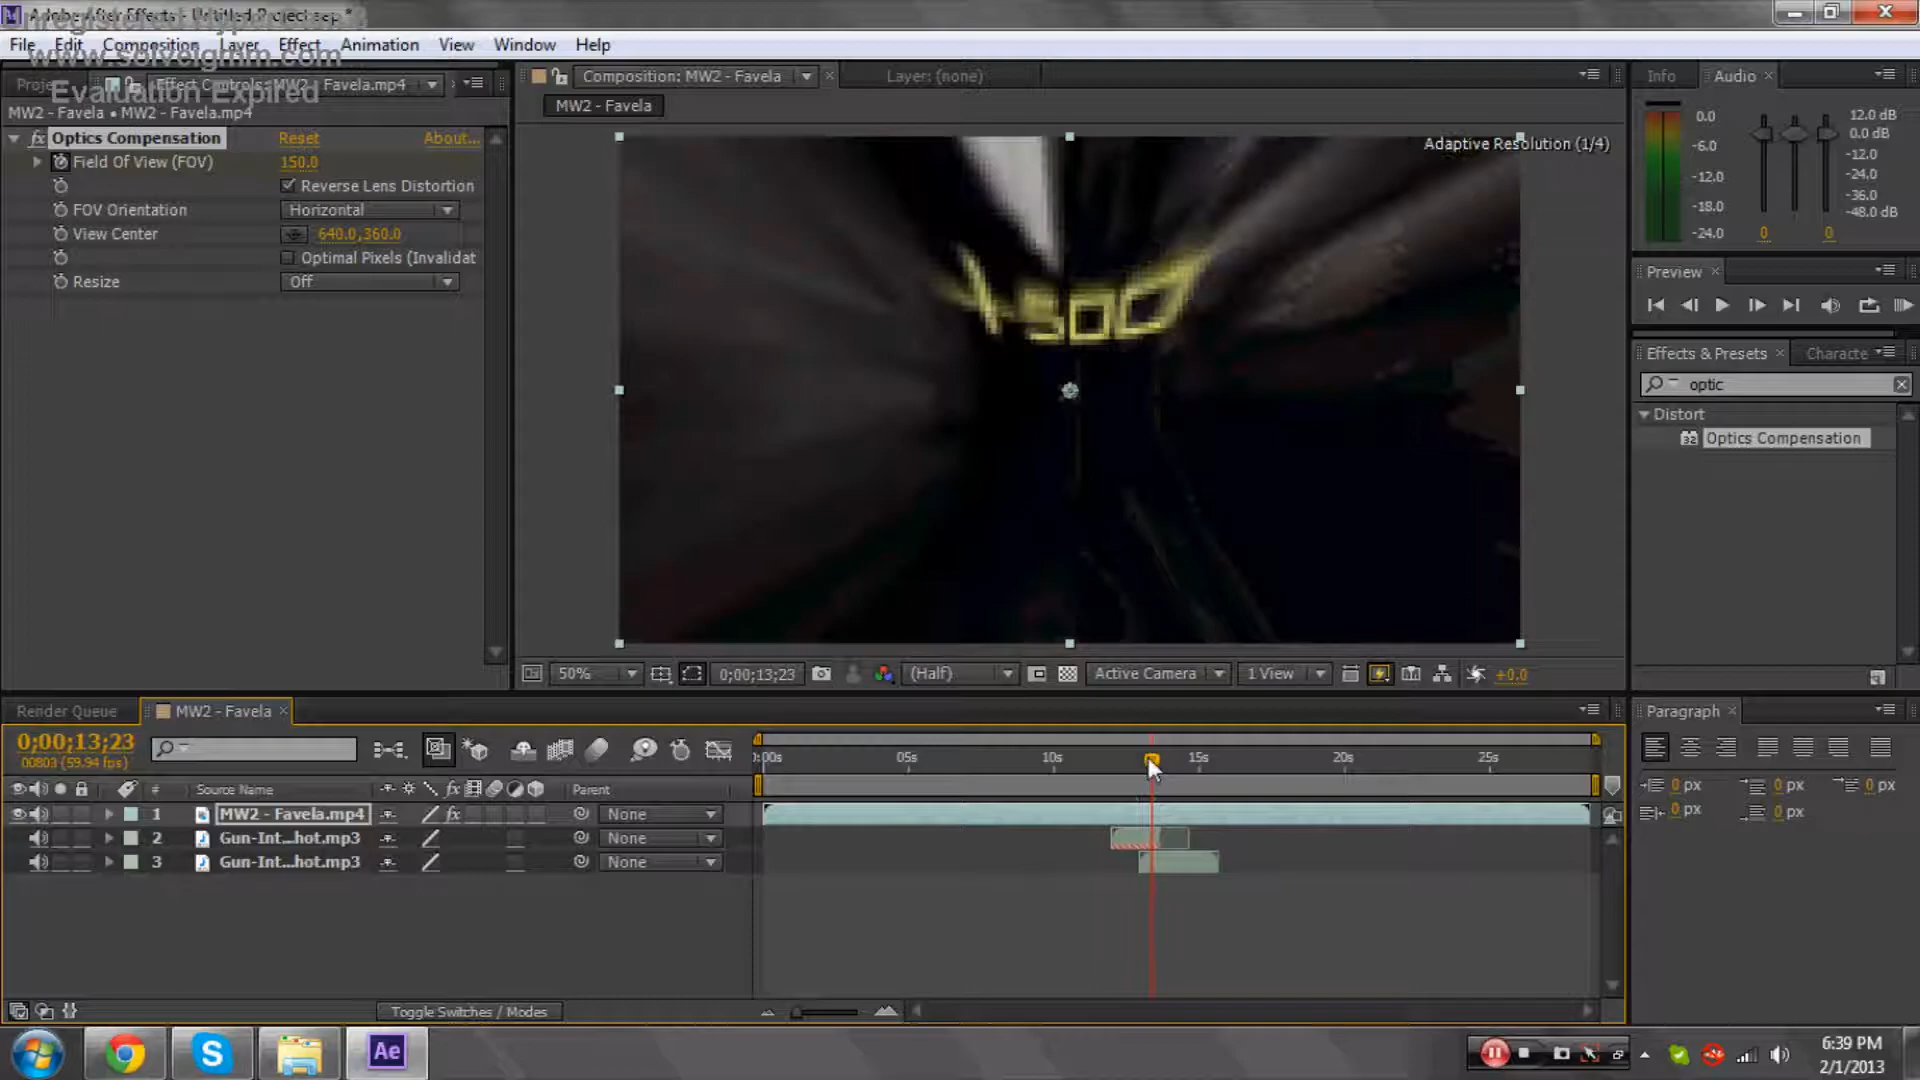 Adobe After Effects - Untitled Project.aep *
www.solveigmm.com
Evaluation Expired
File Edit Composition Layer Effect Animation View Window Help
Effect Controls: MW2 - Favela.mp4
MW2 - Favela • MW2 - Favela.mp4
Optics Compensation Reset About...
Field Of View (FOV) 150.0
Reverse Lens Distortion
FOV Orientation Horizontal
View Center 640.0,360.0
Optimal Pixels (Invalidat
Resize Off
Composition: MW2 - Favela
Layer: (none)
MW2 - Favela
Adaptive Resolution (1/4)
50%
0;00;13;23
(Half)
Active Camera
1 View
+0.0
Info Audio
0.0
-6.0
-12.0
-18.0
-24.0
12.0 dB
0.0 dB
-12.0
-24.0
-36.0
-48.0 dB
0 0
Preview
Effects & Presets Characte
optic
Distort
32 Optics Compensation
Render Queue MW2 - Favela
0;00;13;23
00803 (59.94 fps)
# Source Name fx Parent
1 MW2 - Favela.mp4 fx None
2 Gun-Int...hot.mp3 None
3 Gun-Int...hot.mp3 None
0:00s 05s 10s 15s 20s 25s
Toggle Switches / Modes
Paragraph
0 px 0 px 0 px
0 px 0 px
Ae
6:39 PM
2/1/2013